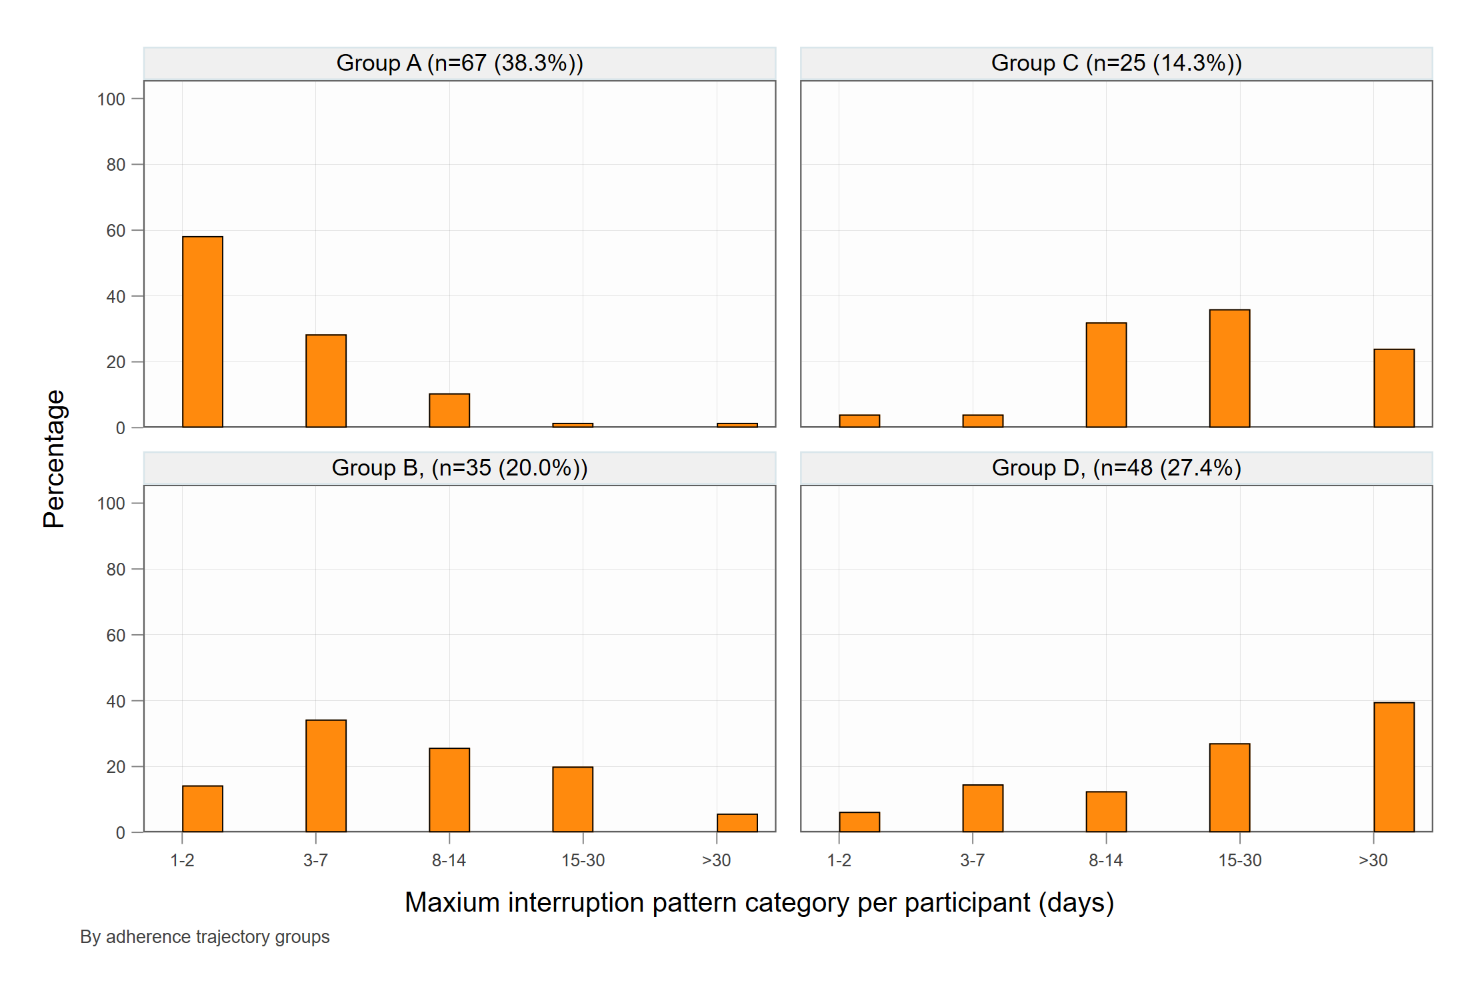 Group A (n=67 (38.3%))
Group C (n=25 (14.3%))
100
80
60
40
20
0
Group B, (n=35 (20.0%))
Group D, (n=48 (27.4%)
100
80
60
40
20
0
Percentage
1-2 3-7 8-14 15-30 >30
1-2 3-7 8-14 15-30 >30
Maxium interruption pattern category per participant (days)
By adherence trajectory groups